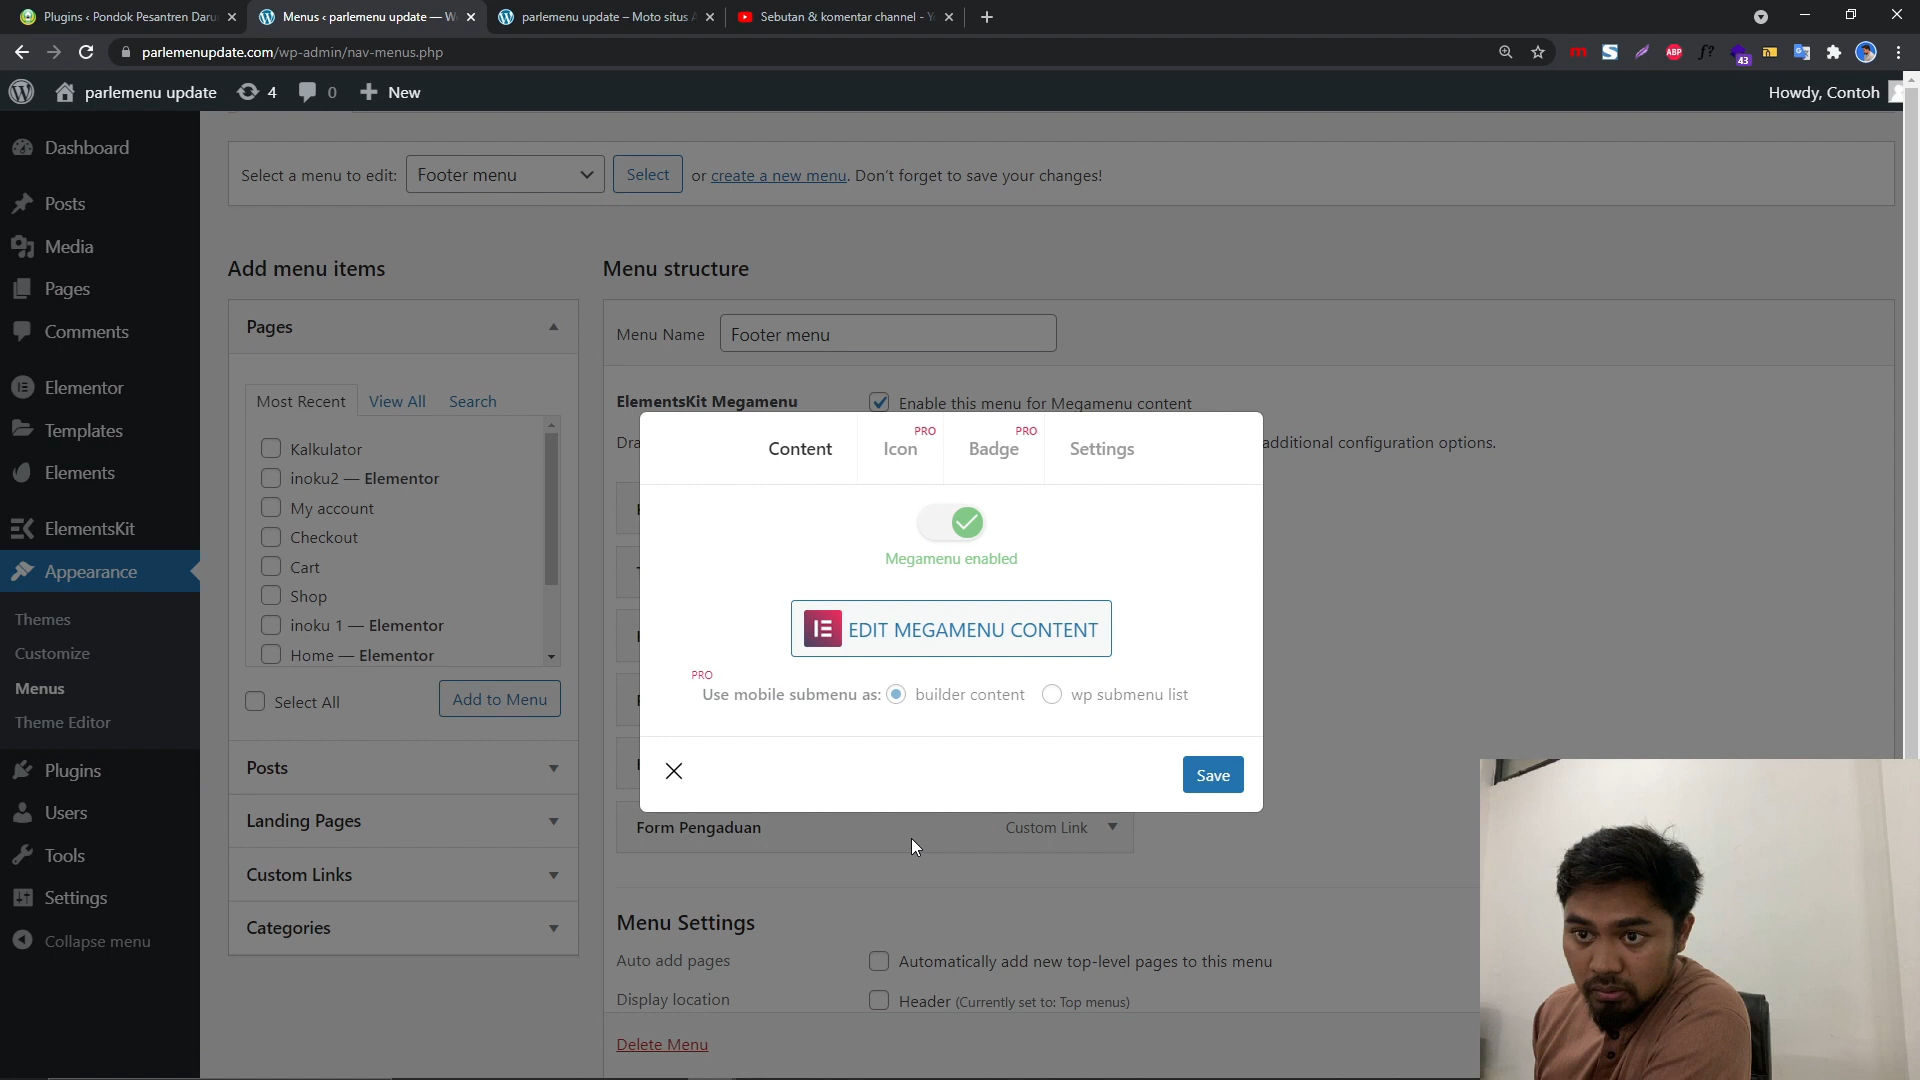 Plugins ‹ Pondok Pesantren Daru
Menus ‹ parlemenu update — W
parlemenu update – Moto situs A
Sebutan & komentar channel - Y
parlemenupdate.com/wp-admin/nav-menus.php
ABP
f?
43
parlemenu update
4
0
New
Howdy, Contoh
Dashboard
Posts
Media
Pages
Comments
Elementor
Templates
Elements
ElementsKit
Appearance
Themes
Customize
Menus
Theme Editor
Plugins
Users
Tools
Settings
Collapse menu
Select a menu to edit:
Footer menu
Select
or create a new menu. Don't forget to save your changes!
Add menu items
Pages
Most Recent
View All
Search
Kalkulator
inoku2 — Elementor
My account
Checkout
Cart
Shop
inoku 1 — Elementor
Home — Elementor
Select All
Add to Menu
Posts
Landing Pages
Custom Links
Categories
Menu structure
Menu Name
Footer menu
ElementsKit Megamenu
Enable this menu for Megamenu content
Dra
additional configuration options.
Content
PRO
Icon
PRO
Badge
Settings
Megamenu enabled
EDIT MEGAMENU CONTENT
PRO
Use mobile submenu as:
builder content
wp submenu list
Save
Form Pengaduan
Custom Link
Menu Settings
Auto add pages
Automatically add new top-level pages to this menu
Display location
Header (Currently set to: Top menus)
Delete Menu